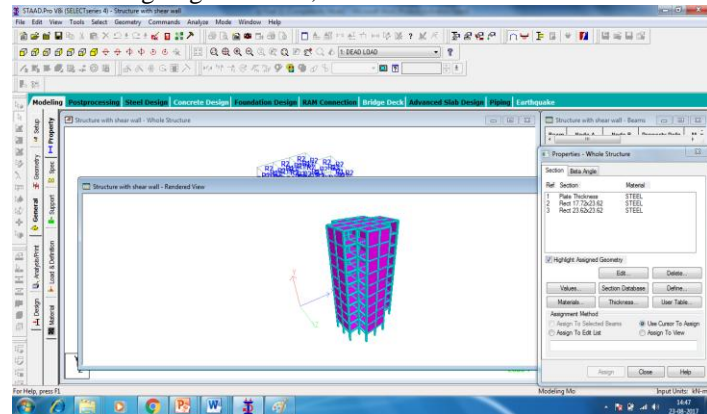 STAAD.Pro V8i (SELECTseries 4) - Structure with shear wall
File Edit View Tools Select Geometry Commands Analyze Mode Window Help
1: DEAD LOAD
Modeling Postprocessing Steel Design Concrete Design Foundation Design RAM Connection Bridge Deck Advanced Slab Design Piping Earthquake
Setup
Geometry
General
Analysis/Print
Design
Property
Spec
Support
Load & Definition
Material
Structure with shear wall - Whole Structure
R2 R2 R2
Structure with shear wall - Rendered View
Structure with shear wall - Beams
Properties - Whole Structure
Section Beta Angle
Ref Section Material
1 Plate Thickness STEEL
2 Rect 17.72x23.62 STEEL
3 Rect 23.62x23.62 STEEL
Highlight Assigned Geometry
Edit... Delete...
Values... Section Database Define...
Materials... Thickness... User Table...
Assignment Method
Assign To Selected Beams Use Cursor To Assign
Assign To Edit List Assign To View
Assign Close Help
For Help, press F1
Modeling Mo Input Units: kN-m
14:47
23-08-2017